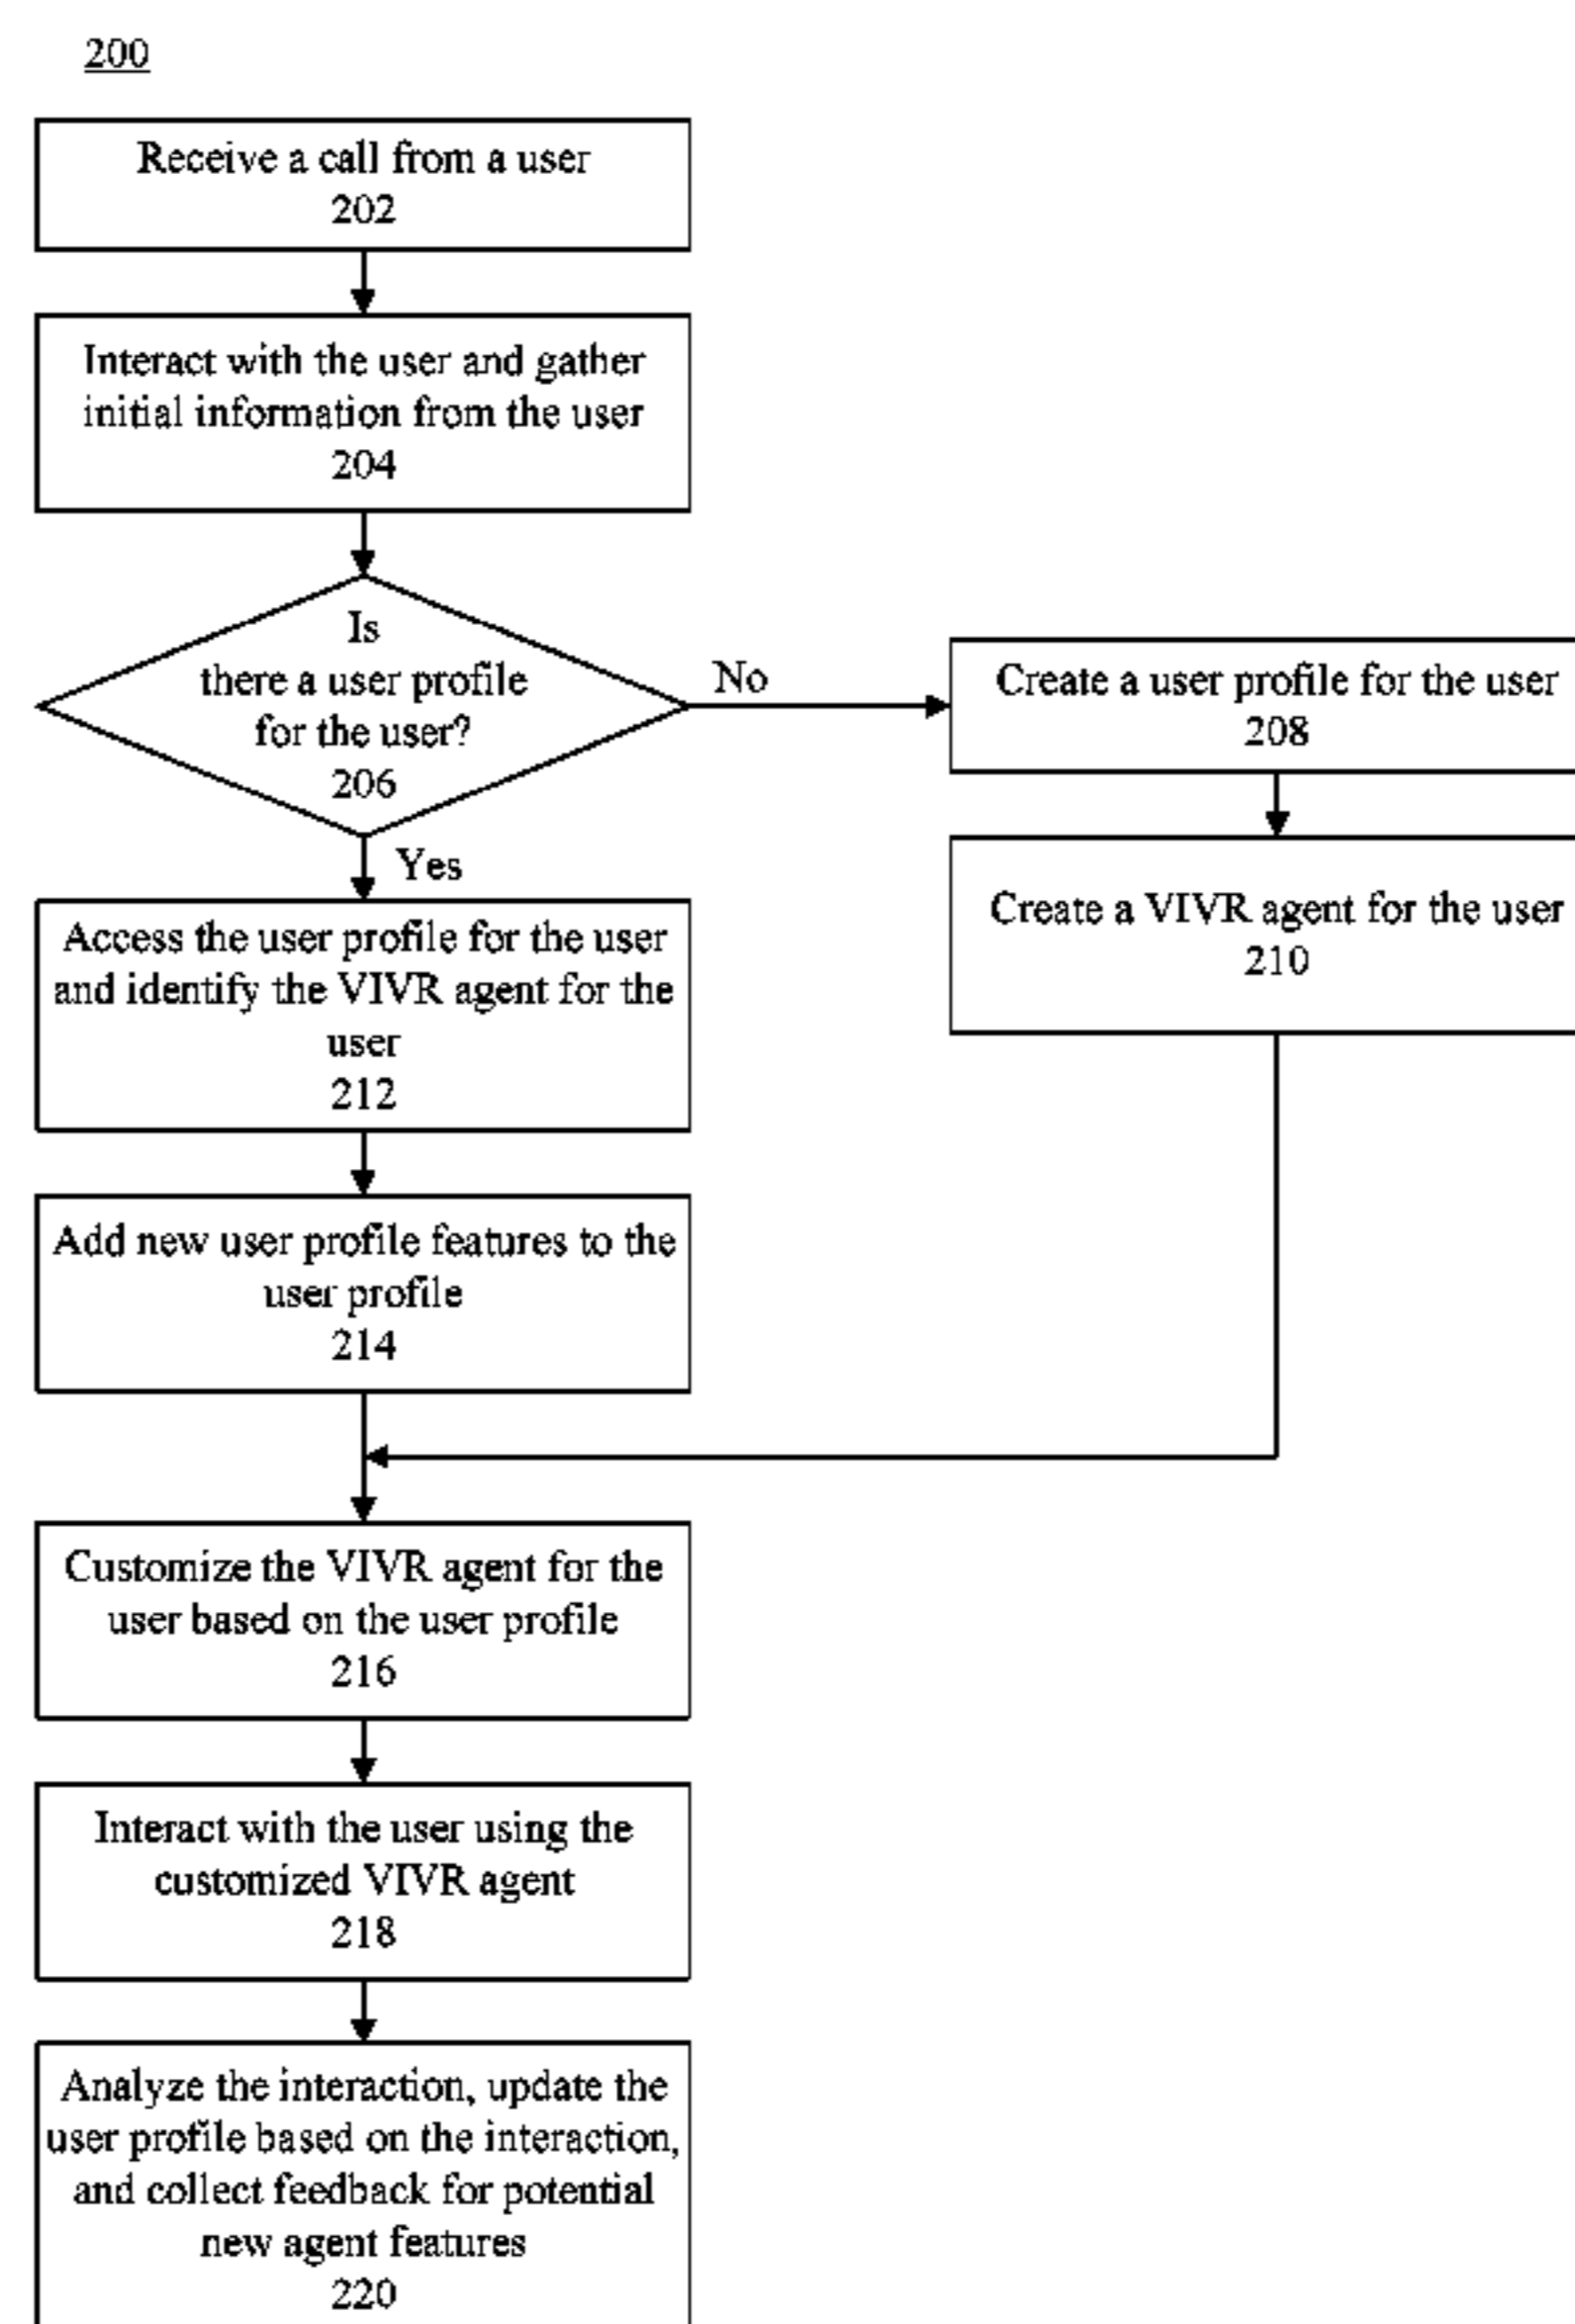 200
Receive a call from a user
202
Interact with the user and gather
initial information from the user
204
Is
there a user profile
for the user?
206
No
Create a user profile for the user
208
Create a VIVR agent for the user
210
Yes
Access the user profile for the user
and identify the VIVR agent for the
user
212
Add new user profile features to the
user profile
214
Customize the VIVR agent for the
user based on the user profile
216
Interact with the user using the
customized VIVR agent
218
Analyze the interaction, update the
user profile based on the interaction,
and collect feedback for potential
new agent features
220